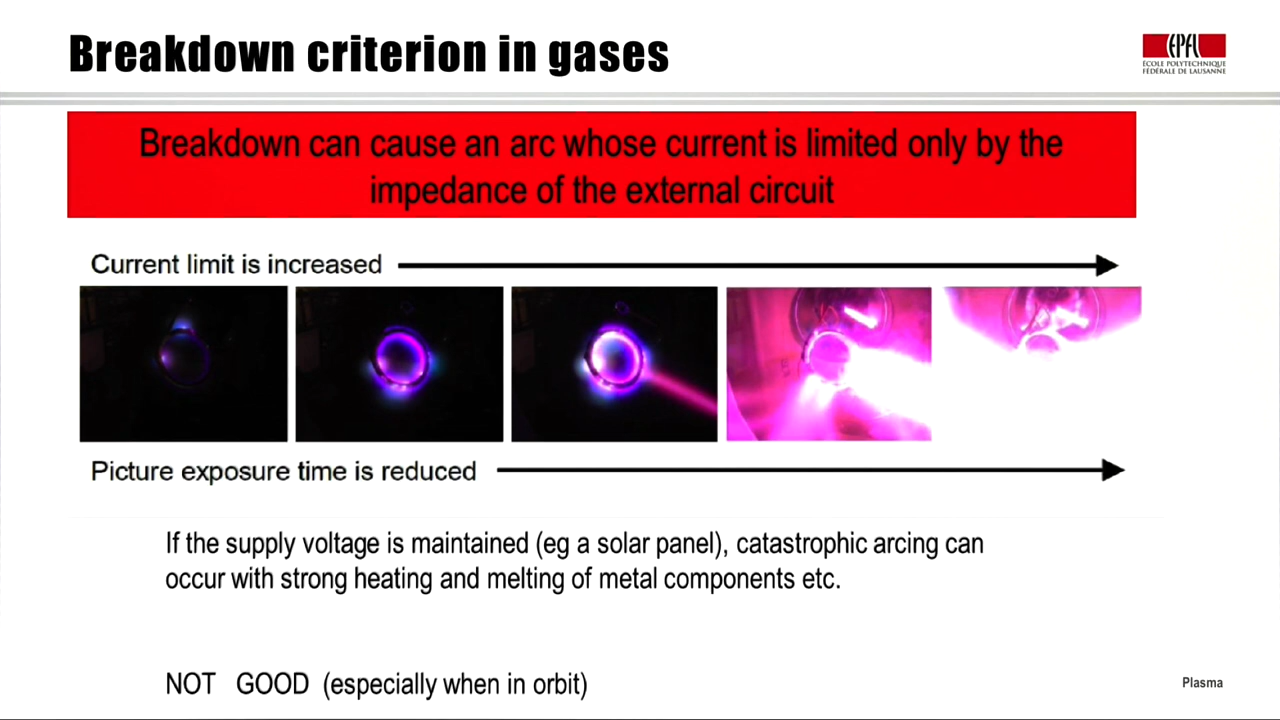 Breakdown criterion in gases
EPFL
ÉCOLE POLYTECHNIQUE
FÉDÉRALE DE LAUSANNE
Breakdown can cause an arc whose current is limited only by the
impedance of the external circuit
Current limit is increased
Picture exposure time is reduced
If the supply voltage is maintained (eg a solar panel), catastrophic arcing can
occur with strong heating and melting of metal components etc.
NOT GOOD (especially when in orbit)
Plasma